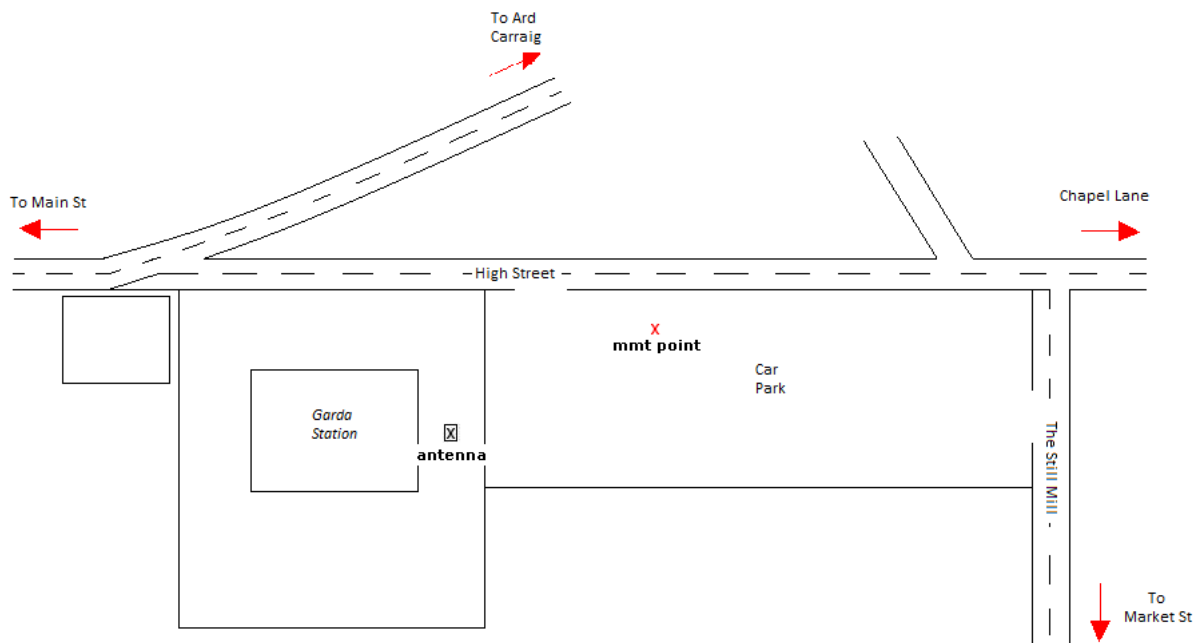 To Ard
Carraig
To Main St
Chapel Lane
High Street
X
mmt point
Car
Park
Garda
Station
X
antenna
The Still Mill
To
Market St